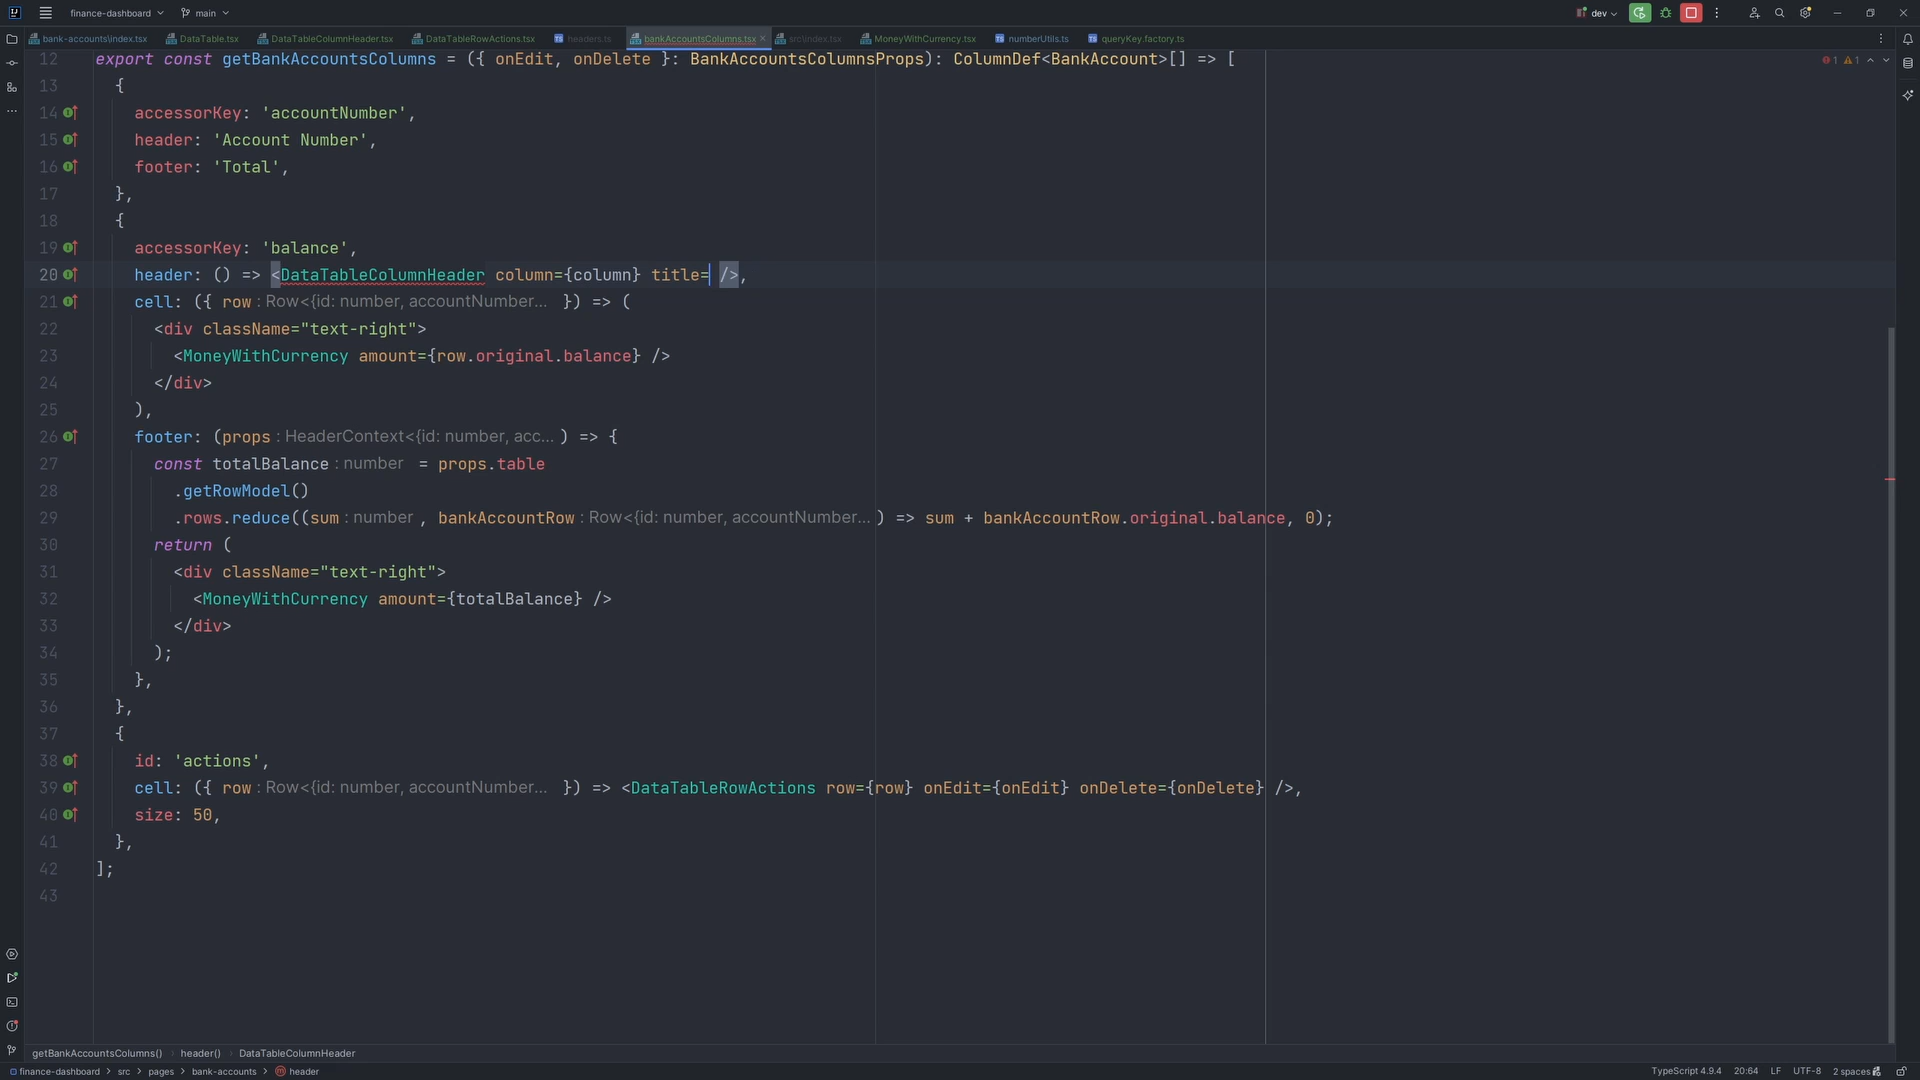 finance-dashboard main dev
bank-accounts\index.tsx DataTable.tsx DataTableColumnHeader.tsx DataTableRowActions.tsx headers.ts bankAccountsColumns.tsx src\index.tsx MoneyWithCurrency.tsx numberUtils.ts queryKey.factory.ts
12 export const getBankAccountsColumns = ({ onEdit, onDelete }: BankAccountsColumnsProps): ColumnDef<BankAccount>[] => [ 1 1
13 {
14 accessorKey: 'accountNumber',
15 header: 'Account Number',
16 footer: 'Total',
17 },
18 {
19 accessorKey: 'balance',
20 header: () => <DataTableColumnHeader column={column} title= />,
21 cell: ({ row : Row<{id: number, accountNumber... }) => (
22 <div className="text-right">
23 <MoneyWithCurrency amount={row.original.balance} />
24 </div>
25 ),
26 footer: (props : HeaderContext<{id: number, acc... ) => {
27 const totalBalance : number = props.table
28 .getRowModel()
29 .rows.reduce((sum : number , bankAccountRow : Row<{id: number, accountNumber... ) => sum + bankAccountRow.original.balance, 0);
30 return (
31 <div className="text-right">
32 <MoneyWithCurrency amount={totalBalance} />
33 </div>
34 );
35 },
36 },
37 {
38 id: 'actions',
39 cell: ({ row : Row<{id: number, accountNumber... }) => <DataTableRowActions row={row} onEdit={onEdit} onDelete={onDelete} />,
40 size: 50,
41 },
42 ];
43
getBankAccountsColumns() > header() > DataTableColumnHeader
finance-dashboard > src > pages > bank-accounts > header TypeScript 4.9.4 20:64 LF UTF-8 2 spaces